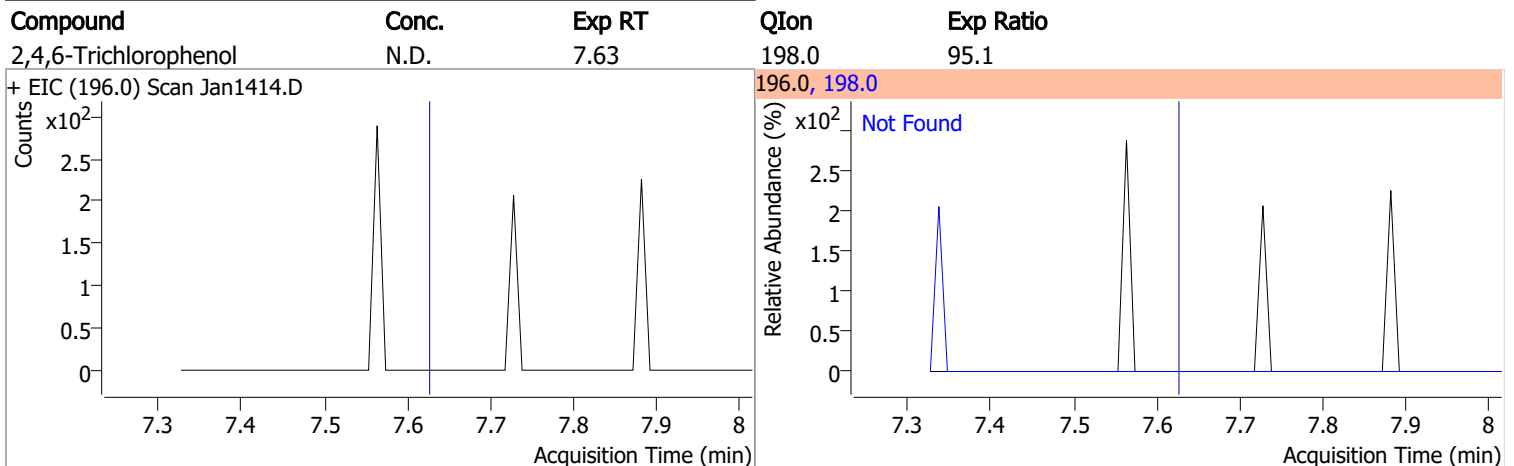 Compound Conc. Exp RT QIon Exp Ratio
2,4,6-Trichlorophenol N.D. 7.63 198.0 95.1
+ EIC (196.0) Scan Jan1414.D
Counts
x10²
2.5
2
1.5
1
0.5
0
7.3 7.4 7.5 7.6 7.7 7.8 7.9 8
Acquisition Time (min)
196.0, 198.0
Relative Abundance (%)
x10²
Not Found
2.5
2
1.5
1
0.5
0
7.3 7.4 7.5 7.6 7.7 7.8 7.9 8
Acquisition Time (min)